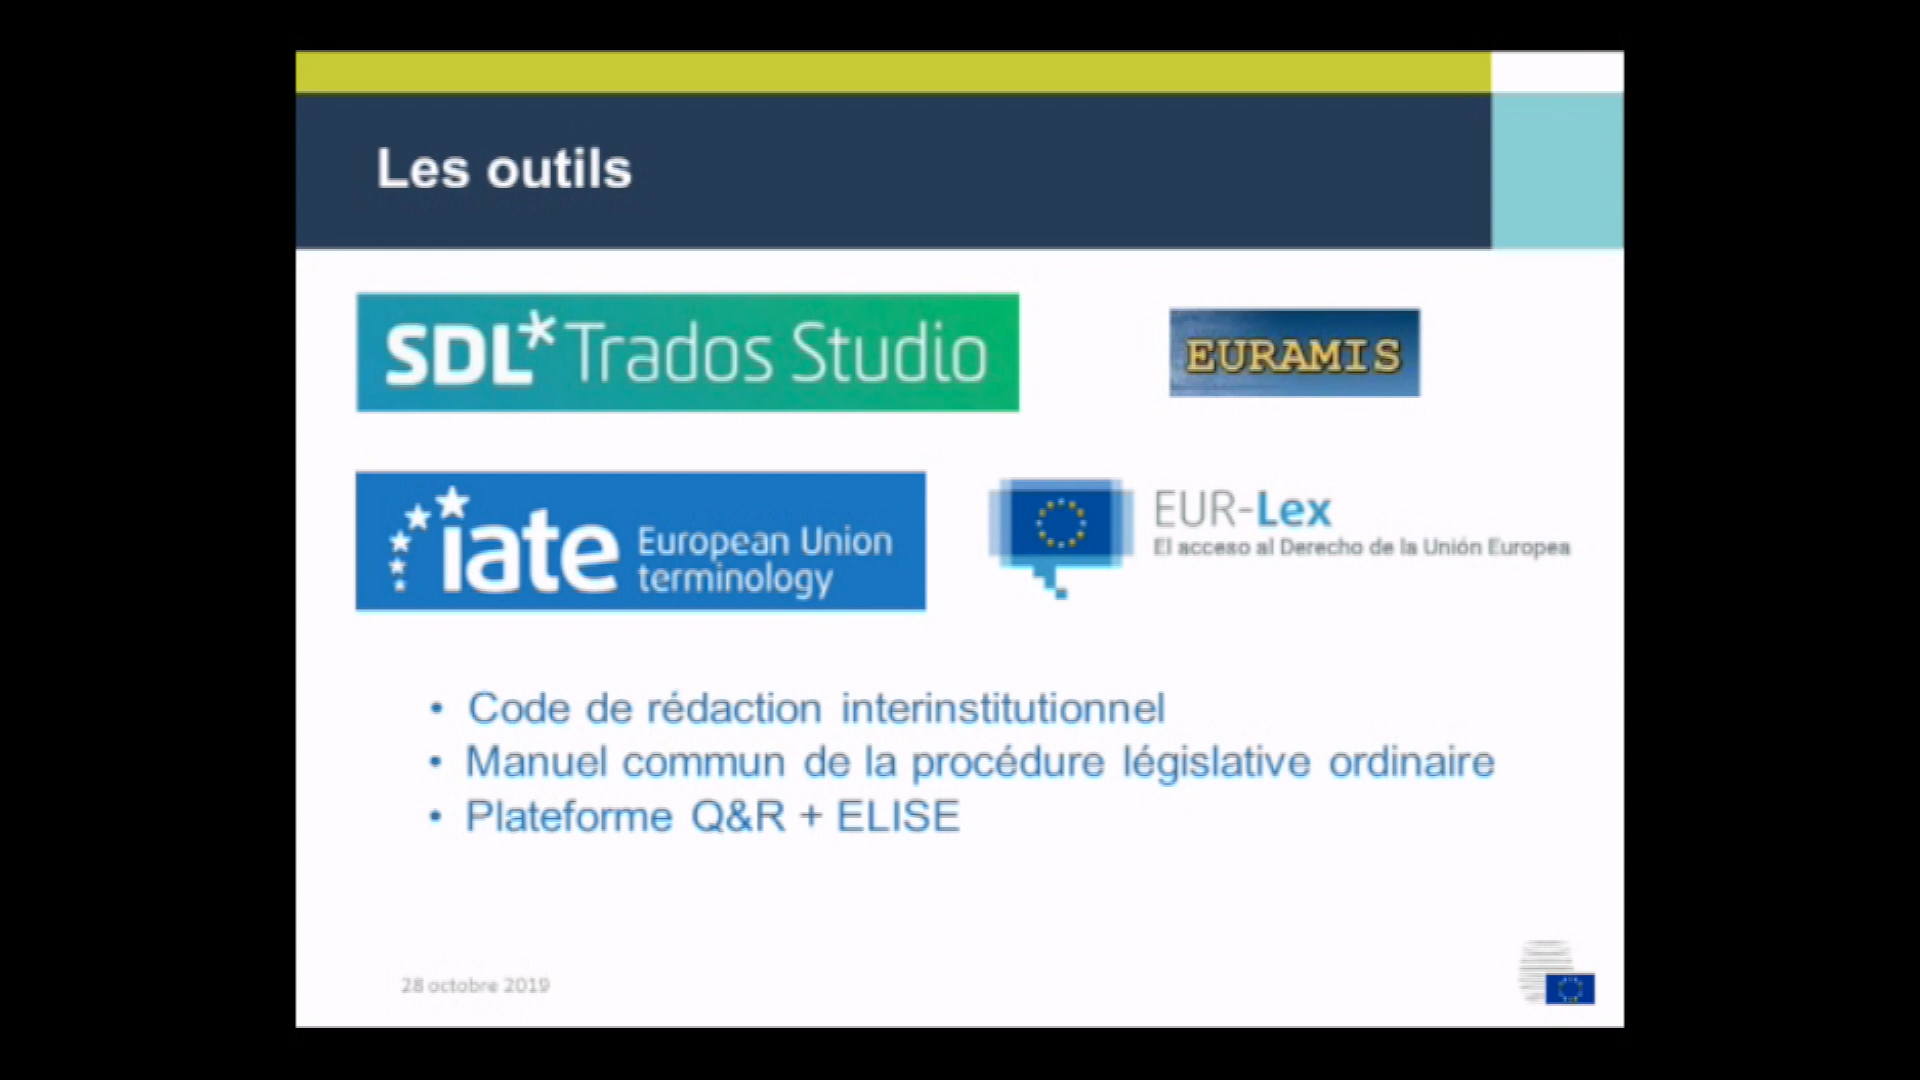 Les outils
SDL* Trados Studio
EURAMIS
iate European Union
terminology
EUR-Lex
El acceso al Derecho de la Unión Europea
• Code de rédaction interinstitutionnel
• Manuel commun de la procédure législative ordinaire
• Plateforme Q&R + ELISE
28 octobre 2019